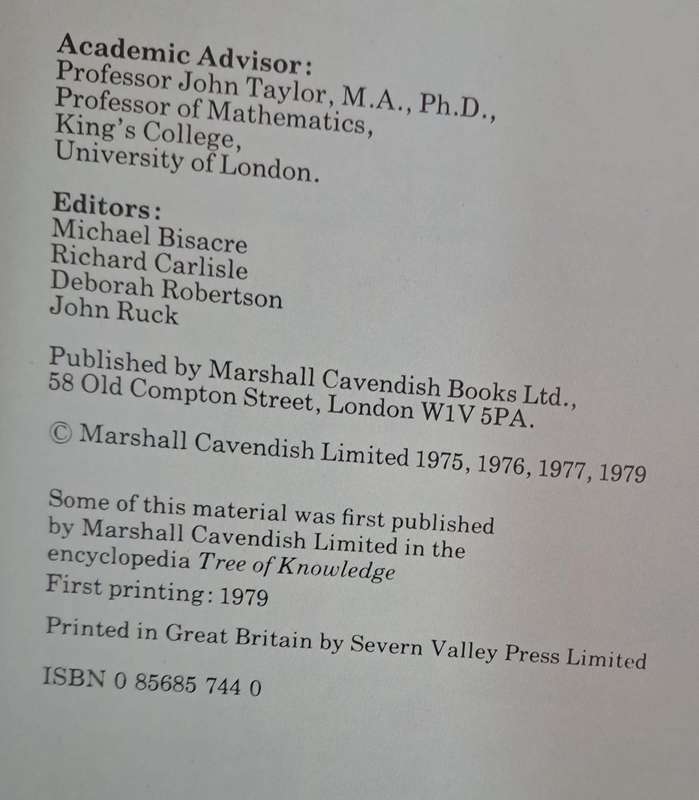 Academic Advisor:
Professor John Taylor, M.A., Ph.D.,
Professor of Mathematics,
King's College,
University of London.
Editors:
Michael Bisacre
Richard Carlisle
Deborah Robertson
John Ruck
Published by Marshall Cavendish Books Ltd.,
58 Old Compton Street, London W1V 5PA.
© Marshall Cavendish Limited 1975, 1976, 1977, 1979
Some of this material was first published
by Marshall Cavendish Limited in the
encyclopedia Tree of Knowledge
First printing: 1979
Printed in Great Britain by Severn Valley Press Limited
ISBN 0 85685 744 0